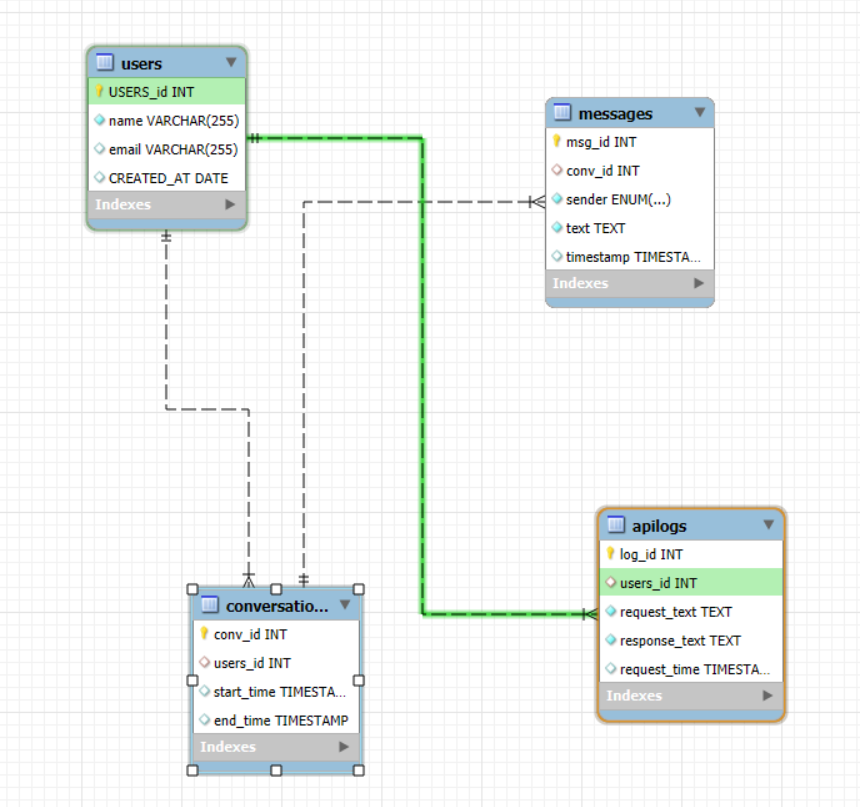 users
USERS_id INT
name VARCHAR(255)
email VARCHAR(255)
CREATED_AT DATE
Indexes
messages
msg_id INT
conv_id INT
sender ENUM(...)
text TEXT
timestamp TIMESTA...
Indexes
conversatio...
conv_id INT
users_id INT
start_time TIMESTA...
end_time TIMESTAMP
Indexes
apilogs
log_id INT
users_id INT
request_text TEXT
response_text TEXT
request_time TIMESTA...
Indexes